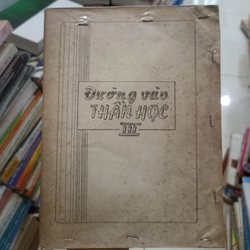 Đường vào
THẦN HỌC
III